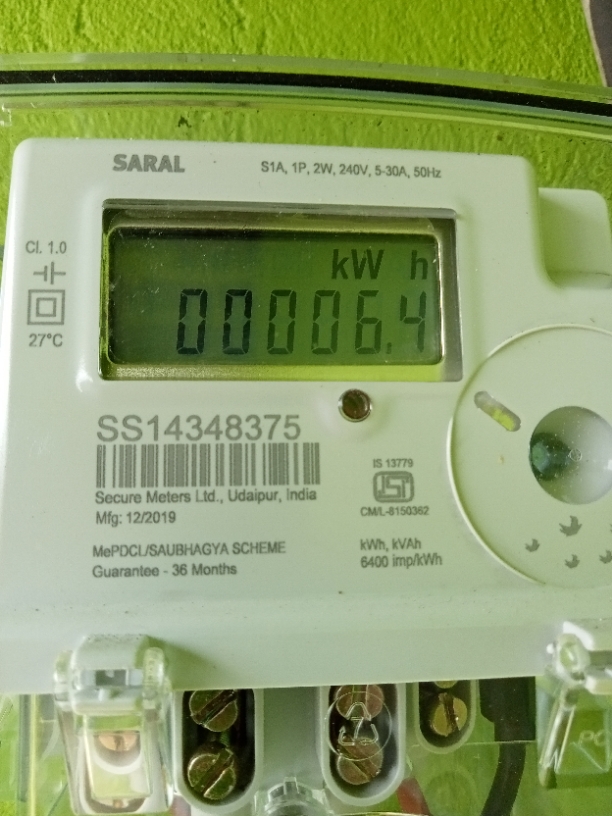 SARAL
S1A, 1P, 2W, 240V, 5-30A, 50Hz
Cl. 1.0
27°C
kW h
00006.4
SS14348375
Secure Meters Ltd., Udaipur, India
Mfg: 12/2019
MePDCL/SAUBHAGYA SCHEME
Guarantee - 36 Months
IS 13779
ISI
CM/L-8150362
kWh, kVAh
6400 imp/kWh